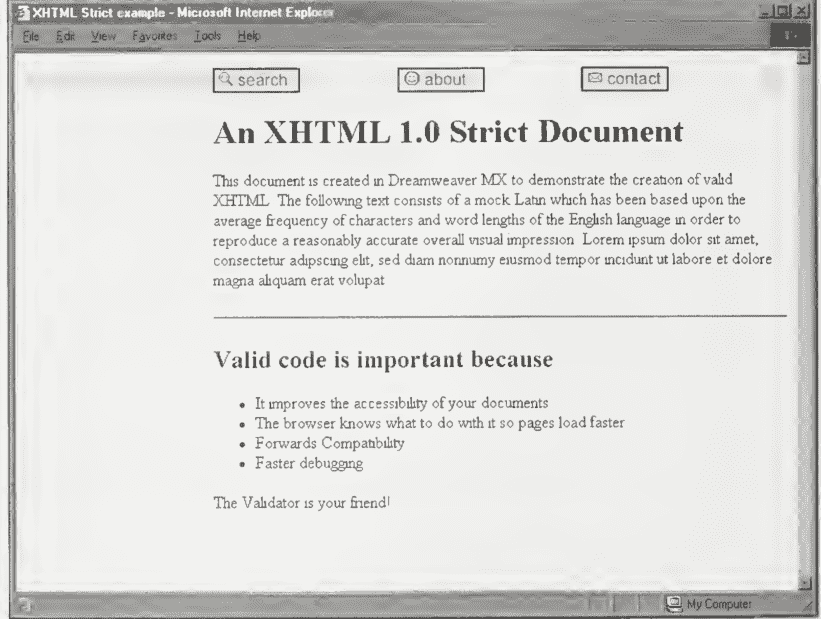 XHTML Strict example - Microsoft Internet Explorer
File Edit View Favorites Tools Help
search about contact
An XHTML 1.0 Strict Document
This document is created in Dreamweaver MX to demonstrate the creation of valid
XHTML. The following text consists of a mock Latin which has been based upon the
average frequency of characters and word lengths of the English language in order to
reproduce a reasonably accurate overall visual impression. Lorem ipsum dolor sit amet,
consectetur adipscing elit, sed diam nonnumy eiusmod tempor incidunt ut labore et dolore
magna aliquam erat volupat
Valid code is important because
• It improves the accessibility of your documents
• The browser knows what to do with it so pages load faster
• Forwards Compatibility
• Faster debugging
The Validator is your friend!
My Computer